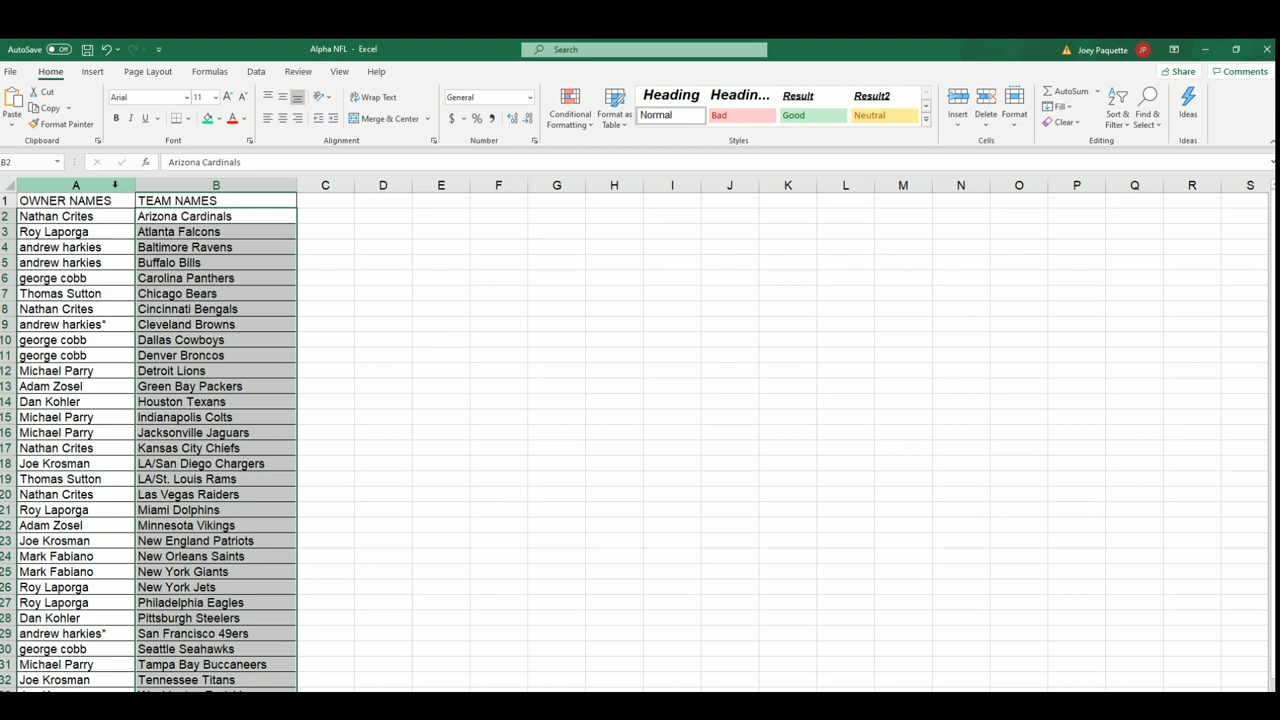 AutoSave Off Alpha NFL - Excel Search Joey Paquette JP
File Home Insert Page Layout Formulas Data Review View Help Share Comments
Paste Cut Copy Format Painter Clipboard
Arial 11 B I U A Font
Wrap Text Merge & Center Alignment
General $ % , Number
Conditional Formatting Format as Table
Heading Headin... Result Result2
Normal Bad Good Neutral Styles
Insert Delete Format Cells
AutoSum Fill Clear Sort & Filter Find & Select Editing
Ideas Ideas
B2 fx Arizona Cardinals
A B C D E F G H I J K L M N O P Q R S
1 OWNER NAMES TEAM NAMES
2 Nathan Crites Arizona Cardinals
3 Roy Laporga Atlanta Falcons
4 andrew harkies Baltimore Ravens
5 andrew harkies Buffalo Bills
6 george cobb Carolina Panthers
7 Thomas Sutton Chicago Bears
8 Nathan Crites Cincinnati Bengals
9 andrew harkies* Cleveland Browns
10 george cobb Dallas Cowboys
11 george cobb Denver Broncos
12 Michael Parry Detroit Lions
13 Adam Zosel Green Bay Packers
14 Dan Kohler Houston Texans
15 Michael Parry Indianapolis Colts
16 Michael Parry Jacksonville Jaguars
17 Nathan Crites Kansas City Chiefs
18 Joe Krosman LA/San Diego Chargers
19 Thomas Sutton LA/St. Louis Rams
20 Nathan Crites Las Vegas Raiders
21 Roy Laporga Miami Dolphins
22 Adam Zosel Minnesota Vikings
23 Joe Krosman New England Patriots
24 Mark Fabiano New Orleans Saints
25 Mark Fabiano New York Giants
26 Roy Laporga New York Jets
27 Roy Laporga Philadelphia Eagles
28 Dan Kohler Pittsburgh Steelers
29 andrew harkies* San Francisco 49ers
30 george cobb Seattle Seahawks
31 Michael Parry Tampa Bay Buccaneers
32 Joe Krosman Tennessee Titans